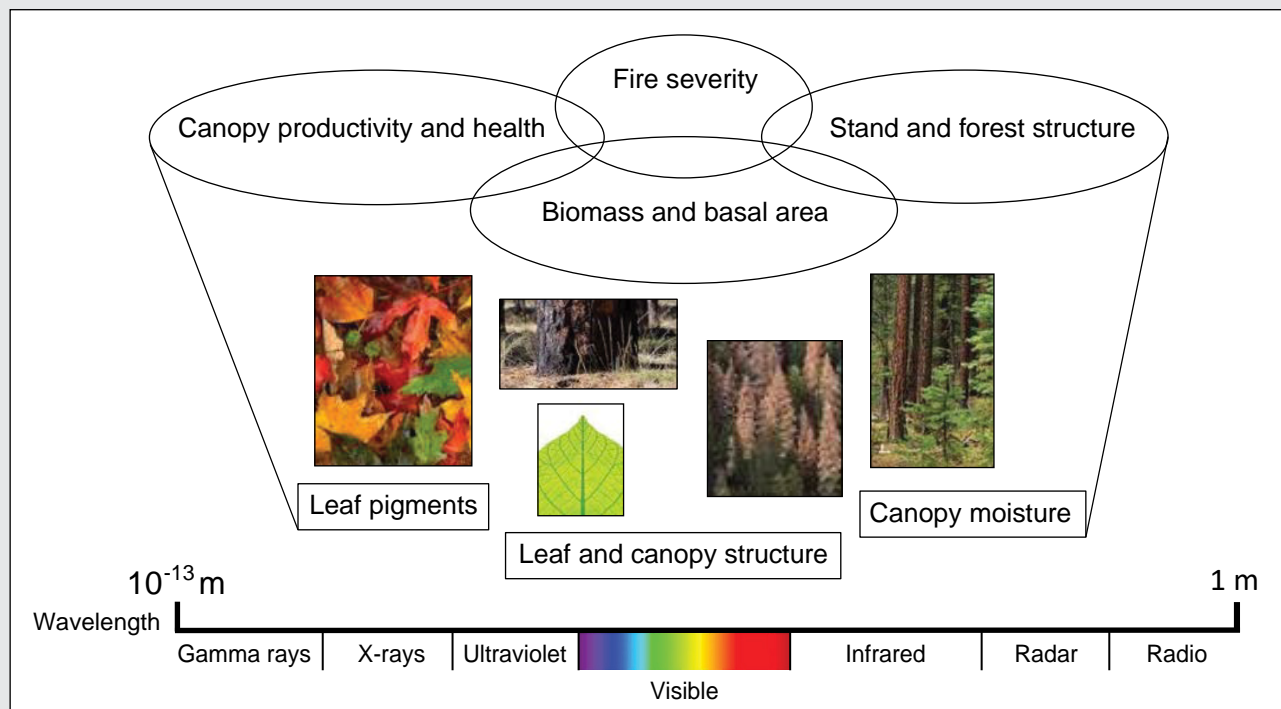 Fire severity
Canopy productivity and health
Stand and forest structure
Biomass and basal area
Leaf pigments
Canopy moisture
Leaf and canopy structure
10⁻¹³ m
1 m
Wavelength
Gamma rays
X-rays
Ultraviolet
Infrared
Radar
Radio
Visible